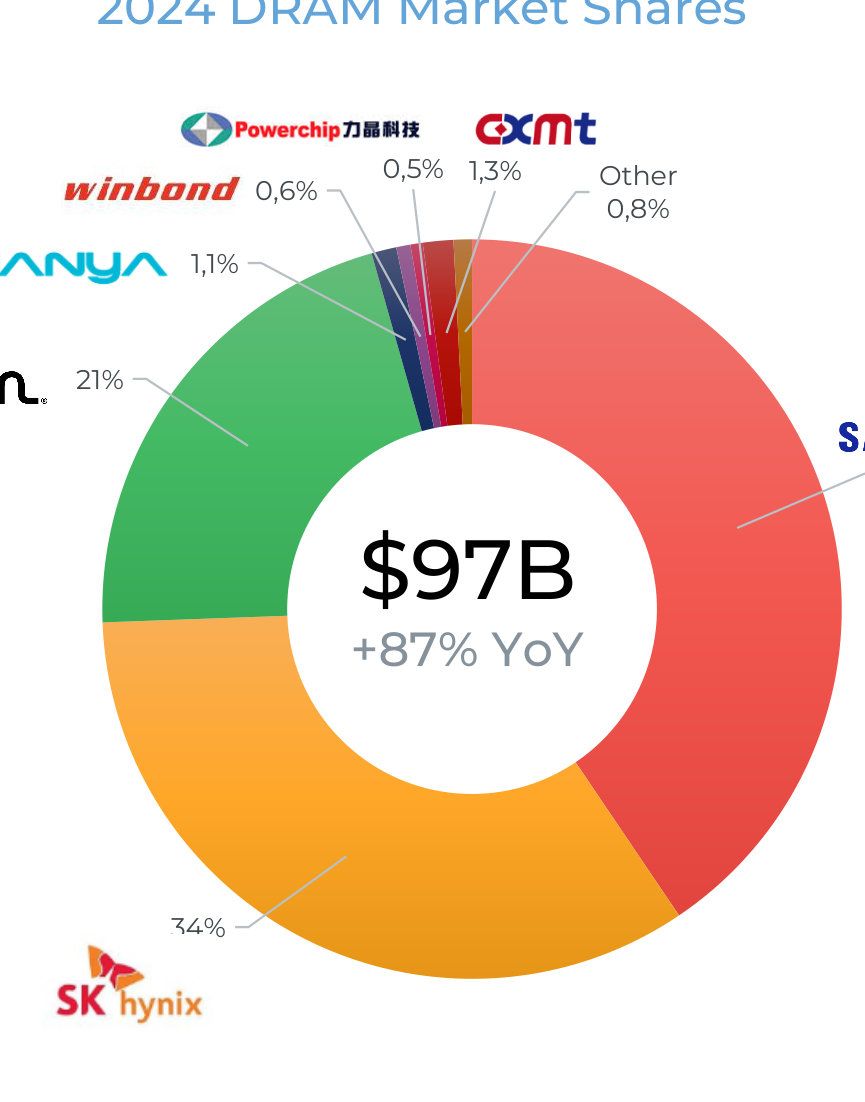 2024 DRAM Market Shares
Powerchip力晶科技
cxmt
winbond
0,6%
0,5%
1,3%
Other
0,8%
ANYA
1,1%
21%
$97B
+87% YoY
34%
SK hynix